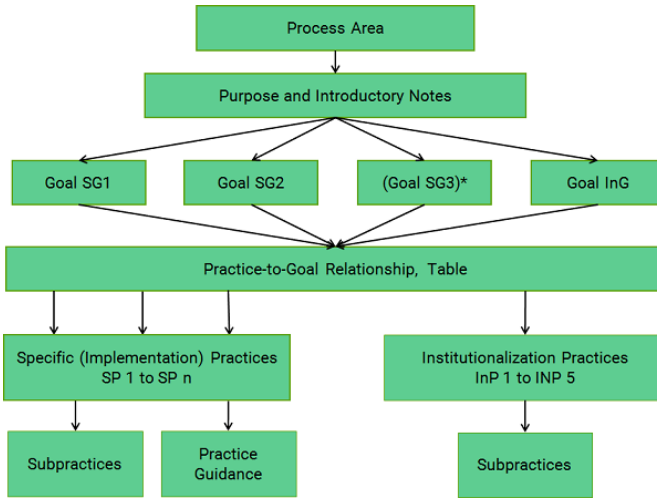 Process Area
Purpose and Introductory Notes
Goal SG1
Goal SG2
(Goal SG3)*
Goal InG
Practice-to-Goal Relationship, Table
Specific (Implementation) Practices
SP 1 to SP n
Institutionalization Practices
InP 1 to INP 5
Subpractices
Practice
Guidance
Subpractices